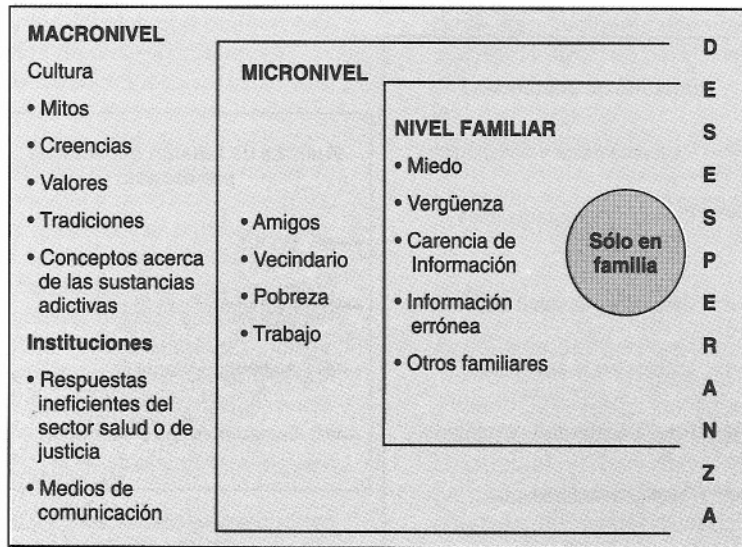 MACRONIVEL
Cultura
• Mitos
• Creencias
• Valores
• Tradiciones
• Conceptos acerca
de las sustancias
adictivas
Instituciones
• Respuestas
ineficientes del
sector salud o de
justicia
• Medios de
comunicación
MICRONIVEL
• Amigos
• Vecindario
• Pobreza
• Trabajo
NIVEL FAMILIAR
• Miedo
• Vergüenza
• Carencia de
Información
• Información
errónea
• Otros familiares
Sólo en
familia
D
E
S
E
S
P
E
R
A
N
Z
A